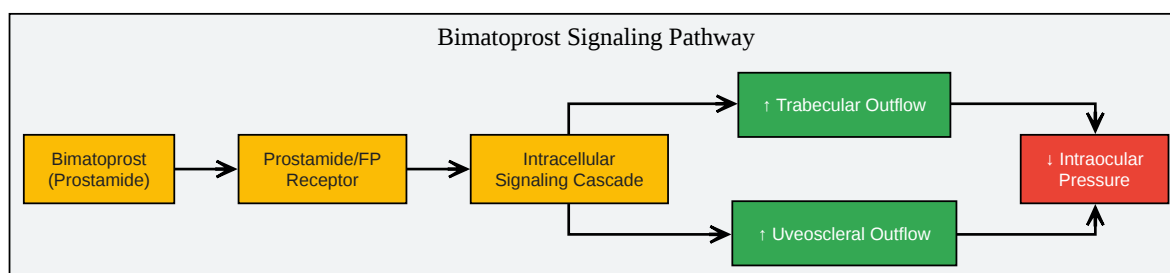 Bimatoprost Signaling Pathway
Bimatoprost
(Prostamide)
Prostamide/FP
Receptor
Intracellular
Signaling Cascade
↑ Trabecular Outflow
↑ Uveoscleral Outflow
↓ Intraocular
Pressure